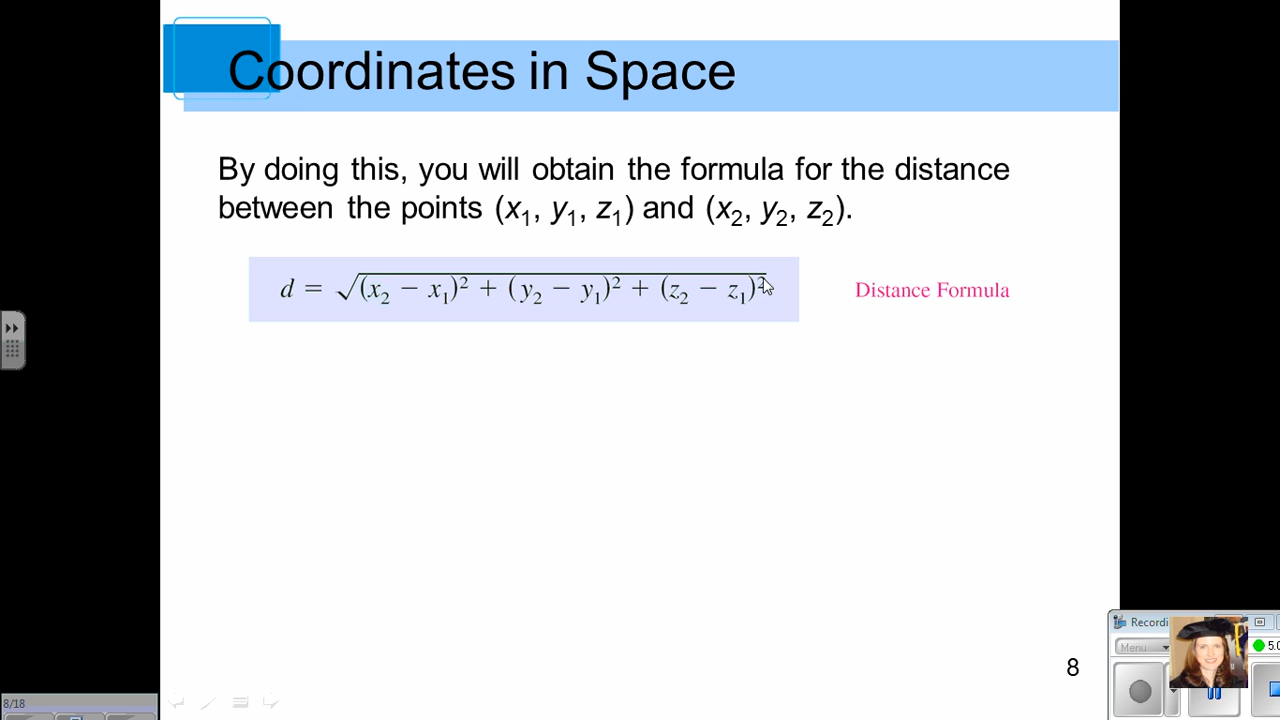 Coordinates in Space
By doing this, you will obtain the formula for the distance
between the points (x₁, y₁, z₁) and (x₂, y₂, z₂).
d = √(x₂ − x₁)² + (y₂ − y₁)² + (z₂ − z₁)²
Distance Formula
8
8/18
Recordi
Menu
5.0